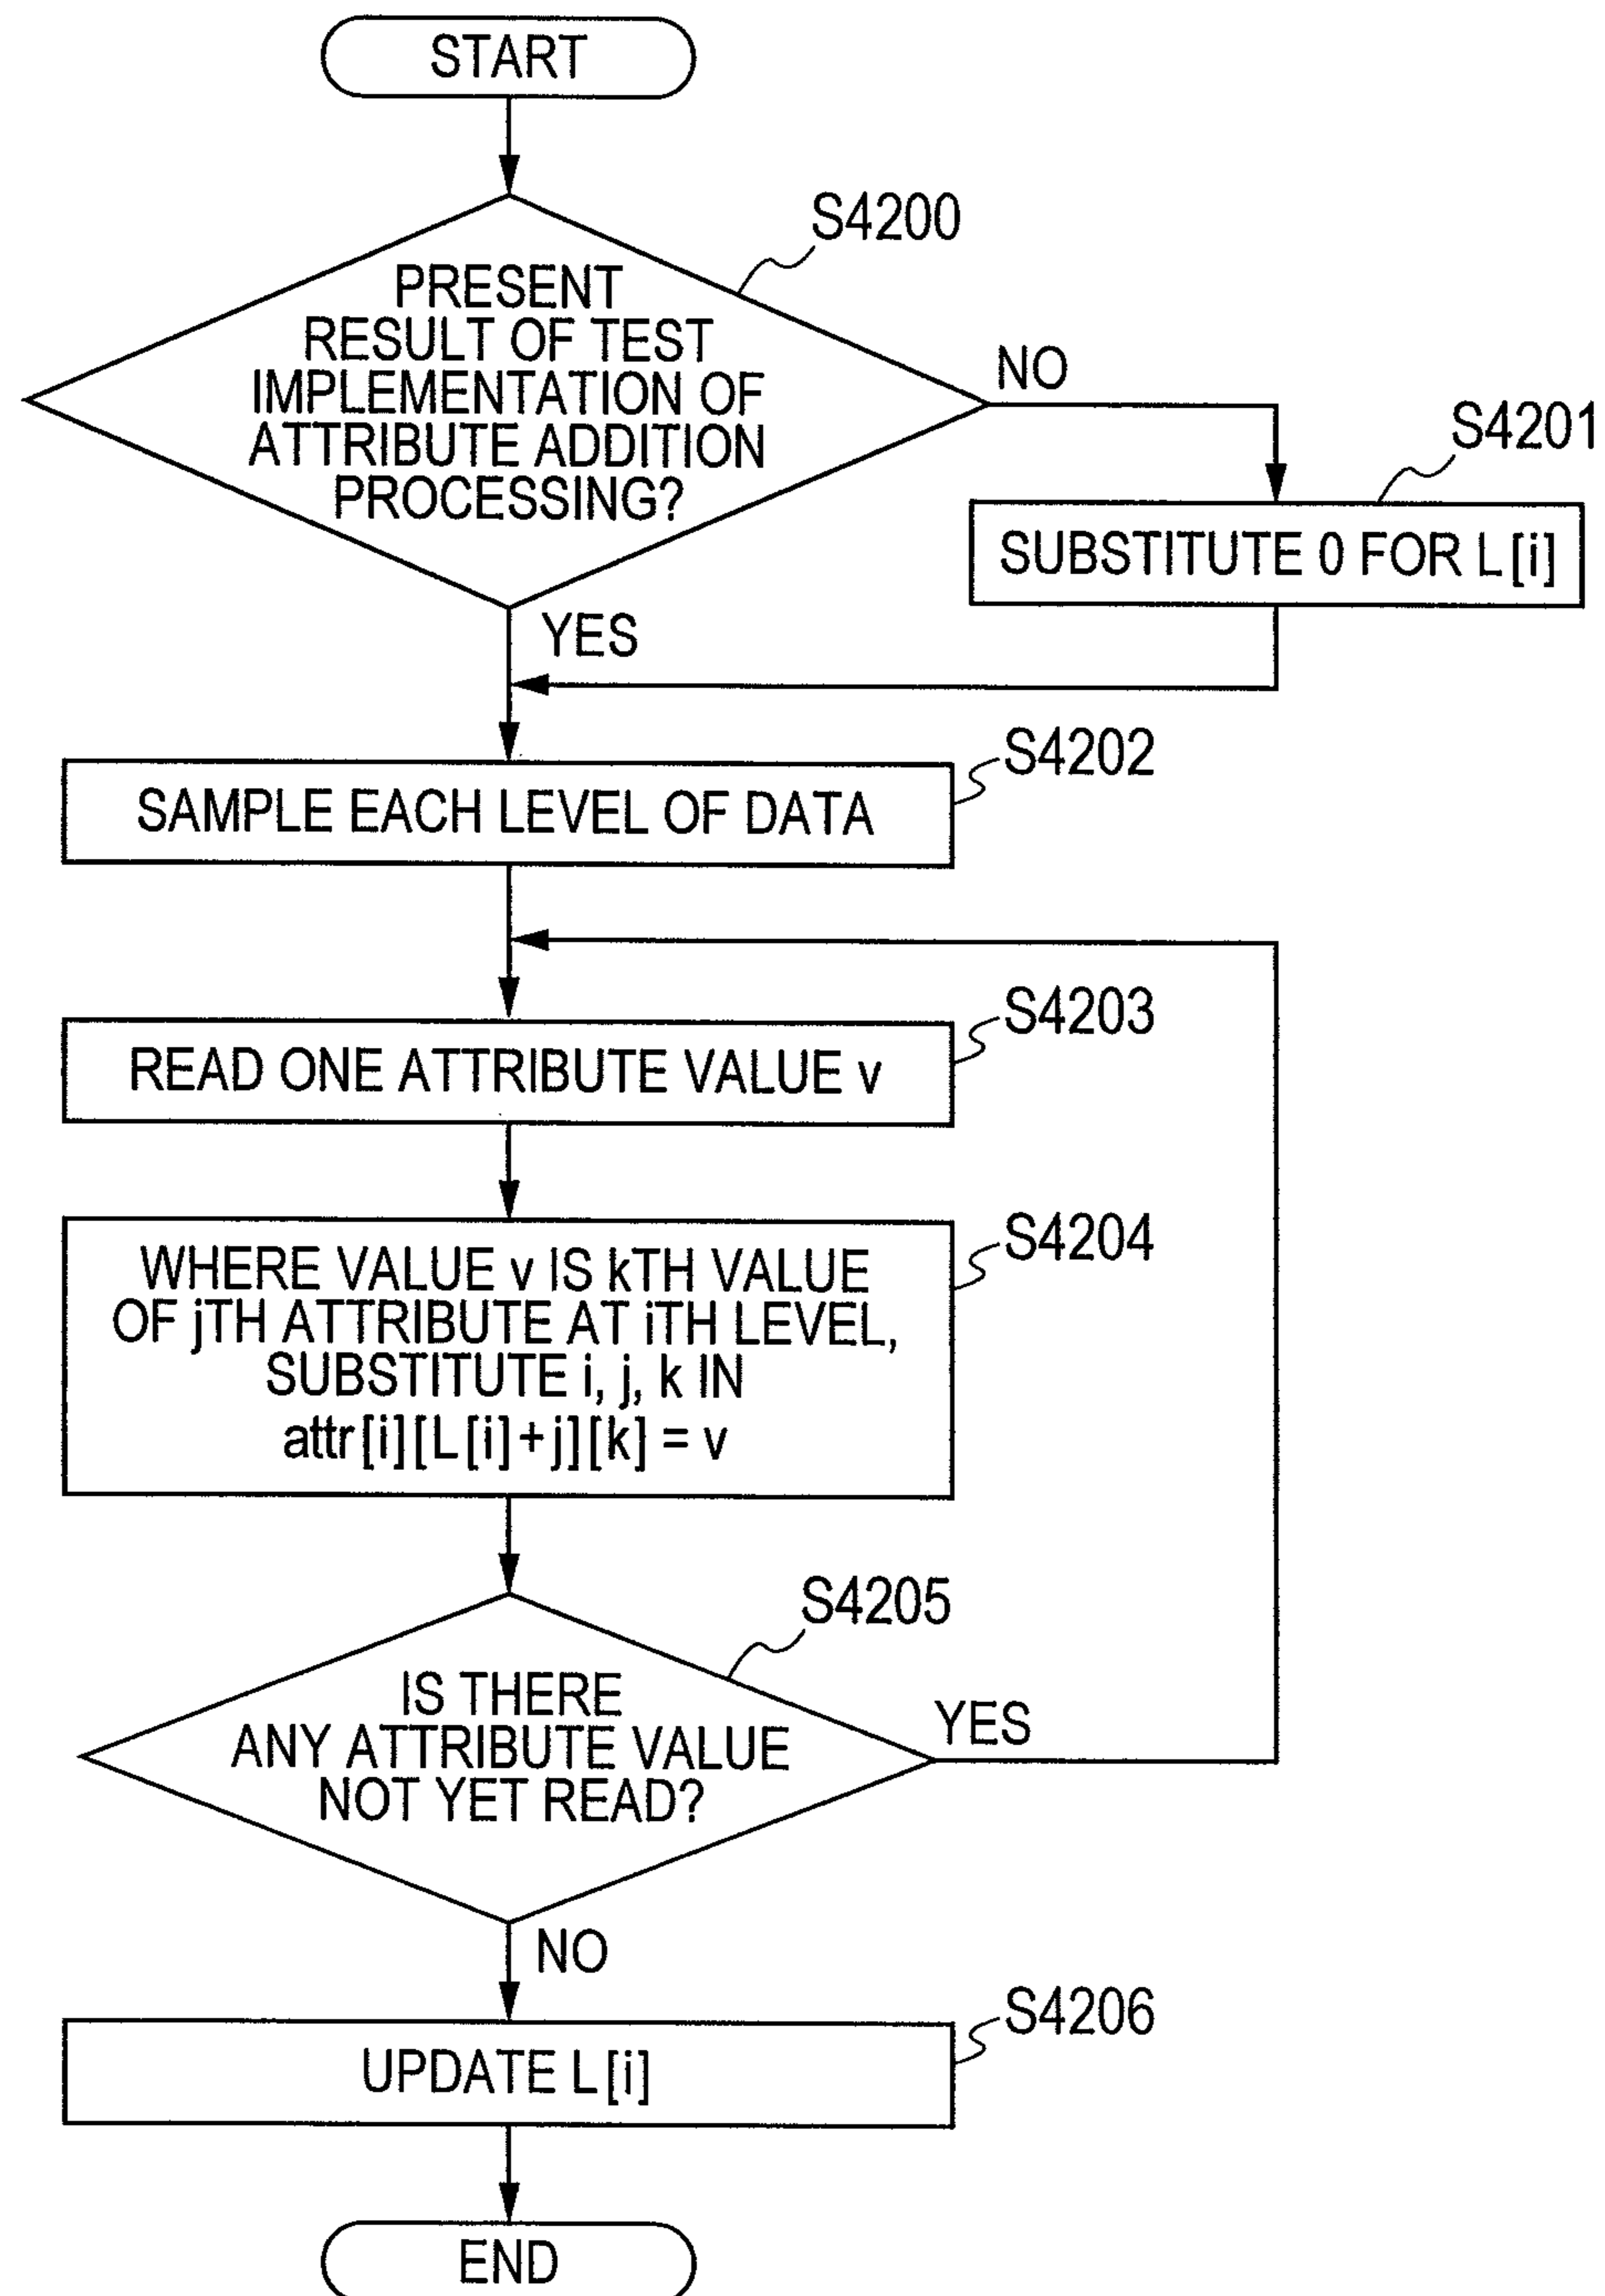 START
S4200
PRESENT
RESULT OF TEST
IMPLEMENTATION OF
ATTRIBUTE ADDITION
PROCESSING?
NO
S4201
SUBSTITUTE 0 FOR L[i]
YES
S4202
SAMPLE EACH LEVEL OF DATA
S4203
READ ONE ATTRIBUTE VALUE v
S4204
WHERE VALUE v IS kTH VALUE
OF jTH ATTRIBUTE AT iTH LEVEL,
SUBSTITUTE i, j, k IN
attr[i][L[i]+j][k] = v
S4205
IS THERE
ANY ATTRIBUTE VALUE
NOT YET READ?
YES
NO
S4206
UPDATE L[i]
END